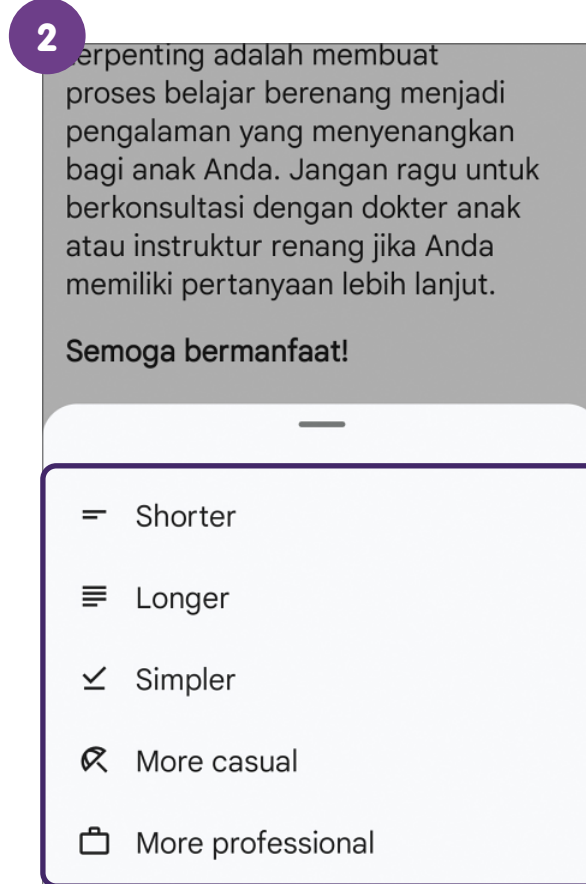 2
terpenting adalah membuat
proses belajar berenang menjadi
pengalaman yang menyenangkan
bagi anak Anda. Jangan ragu untuk
berkonsultasi dengan dokter anak
atau instruktur renang jika Anda
memiliki pertanyaan lebih lanjut.
Semoga bermanfaat!
Shorter
Longer
Simpler
More casual
More professional